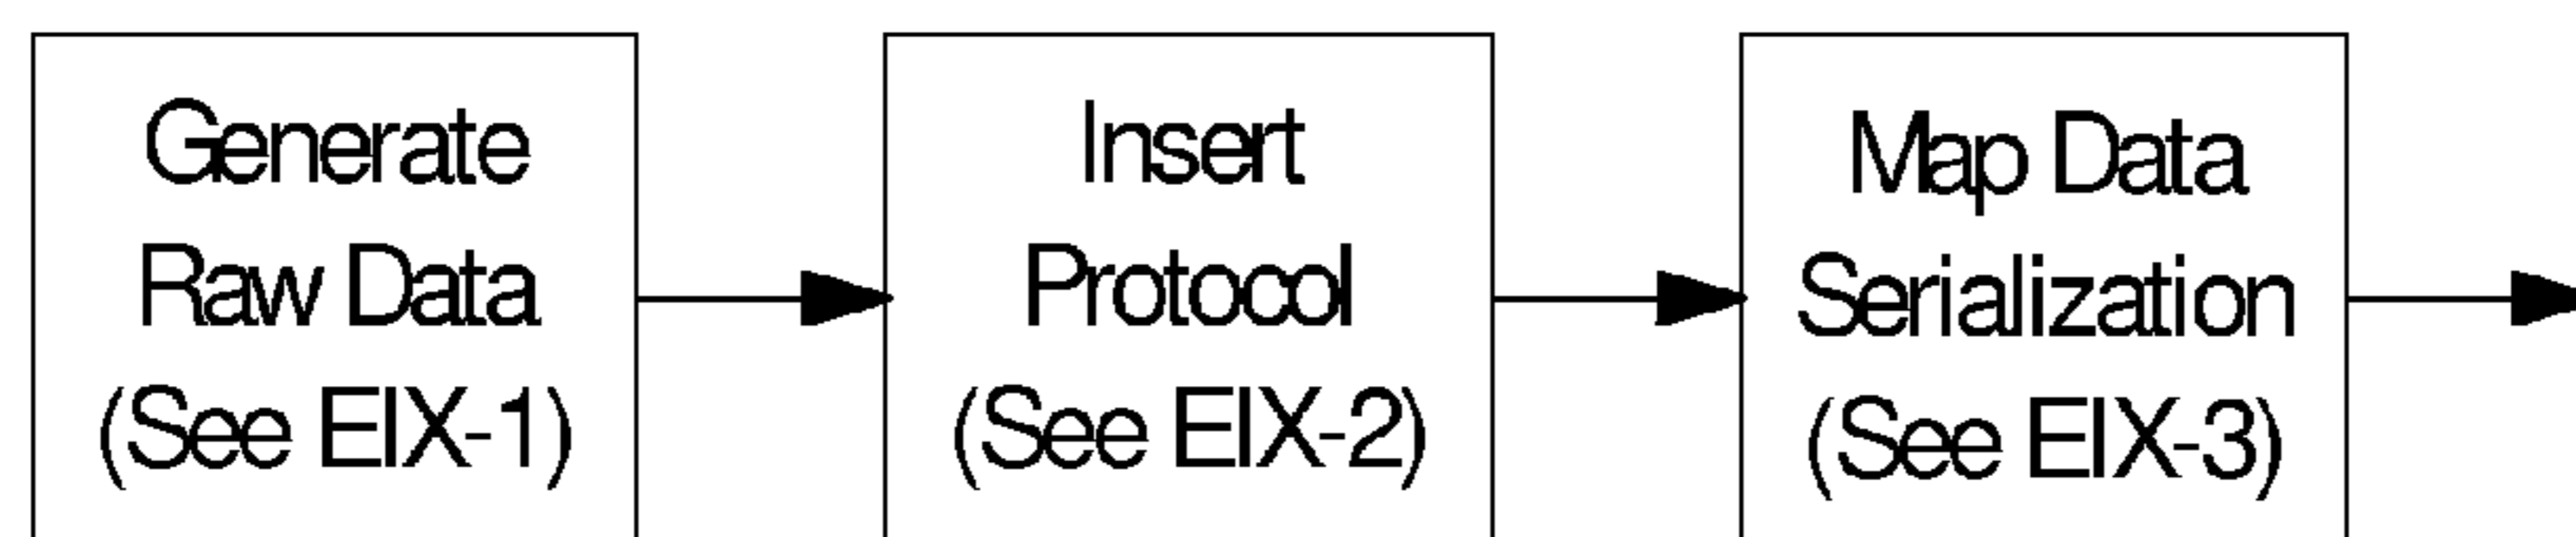 Generate
Raw Data
(See EIX-1)
Insert
Protocol
(See EIX-2)
Map Data
Serialization
(See EIX-3)